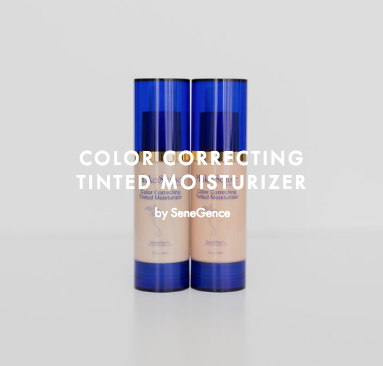 COLOR CORRECTING
TINTED MOISTURIZER
by SeneGence
Color Correcting
Tinted Moisturizer
Color Correcting
Tinted Moisturizer